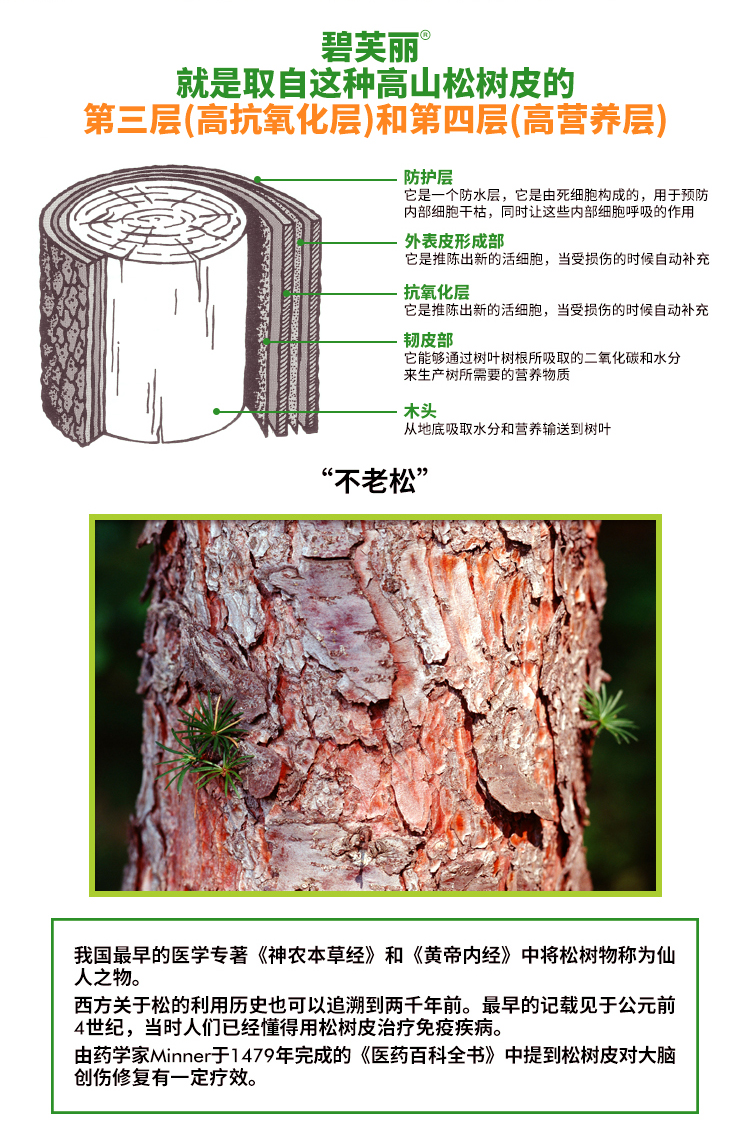 碧芙丽®
就是取自这种高山松树皮的
第三层(高抗氧化层)和第四层(高营养层)
防护层
它是一个防水层，它是由死细胞构成的，用于预防
内部细胞干枯，同时让这些内部细胞呼吸的作用
外表皮形成部
它是推陈出新的活细胞，当受损伤的时候自动补充
抗氧化层
它是推陈出新的活细胞，当受损伤的时候自动补充
韧皮部
它能够通过树叶树根所吸取的二氧化碳和水分
来生产树所需要的营养物质
木头
从地底吸取水分和营养输送到树叶
“不老松”
我国最早的医学专著《神农本草经》和《黄帝内经》中将松树物称为仙
人之物。
西方关于松的利用历史也可以追溯到两千年前。最早的记载见于公元前
4世纪，当时人们已经懂得用松树皮治疗免疫疾病。
由药学家Minner于1479年完成的《医药百科全书》中提到松树皮对大脑
创伤修复有一定疗效。